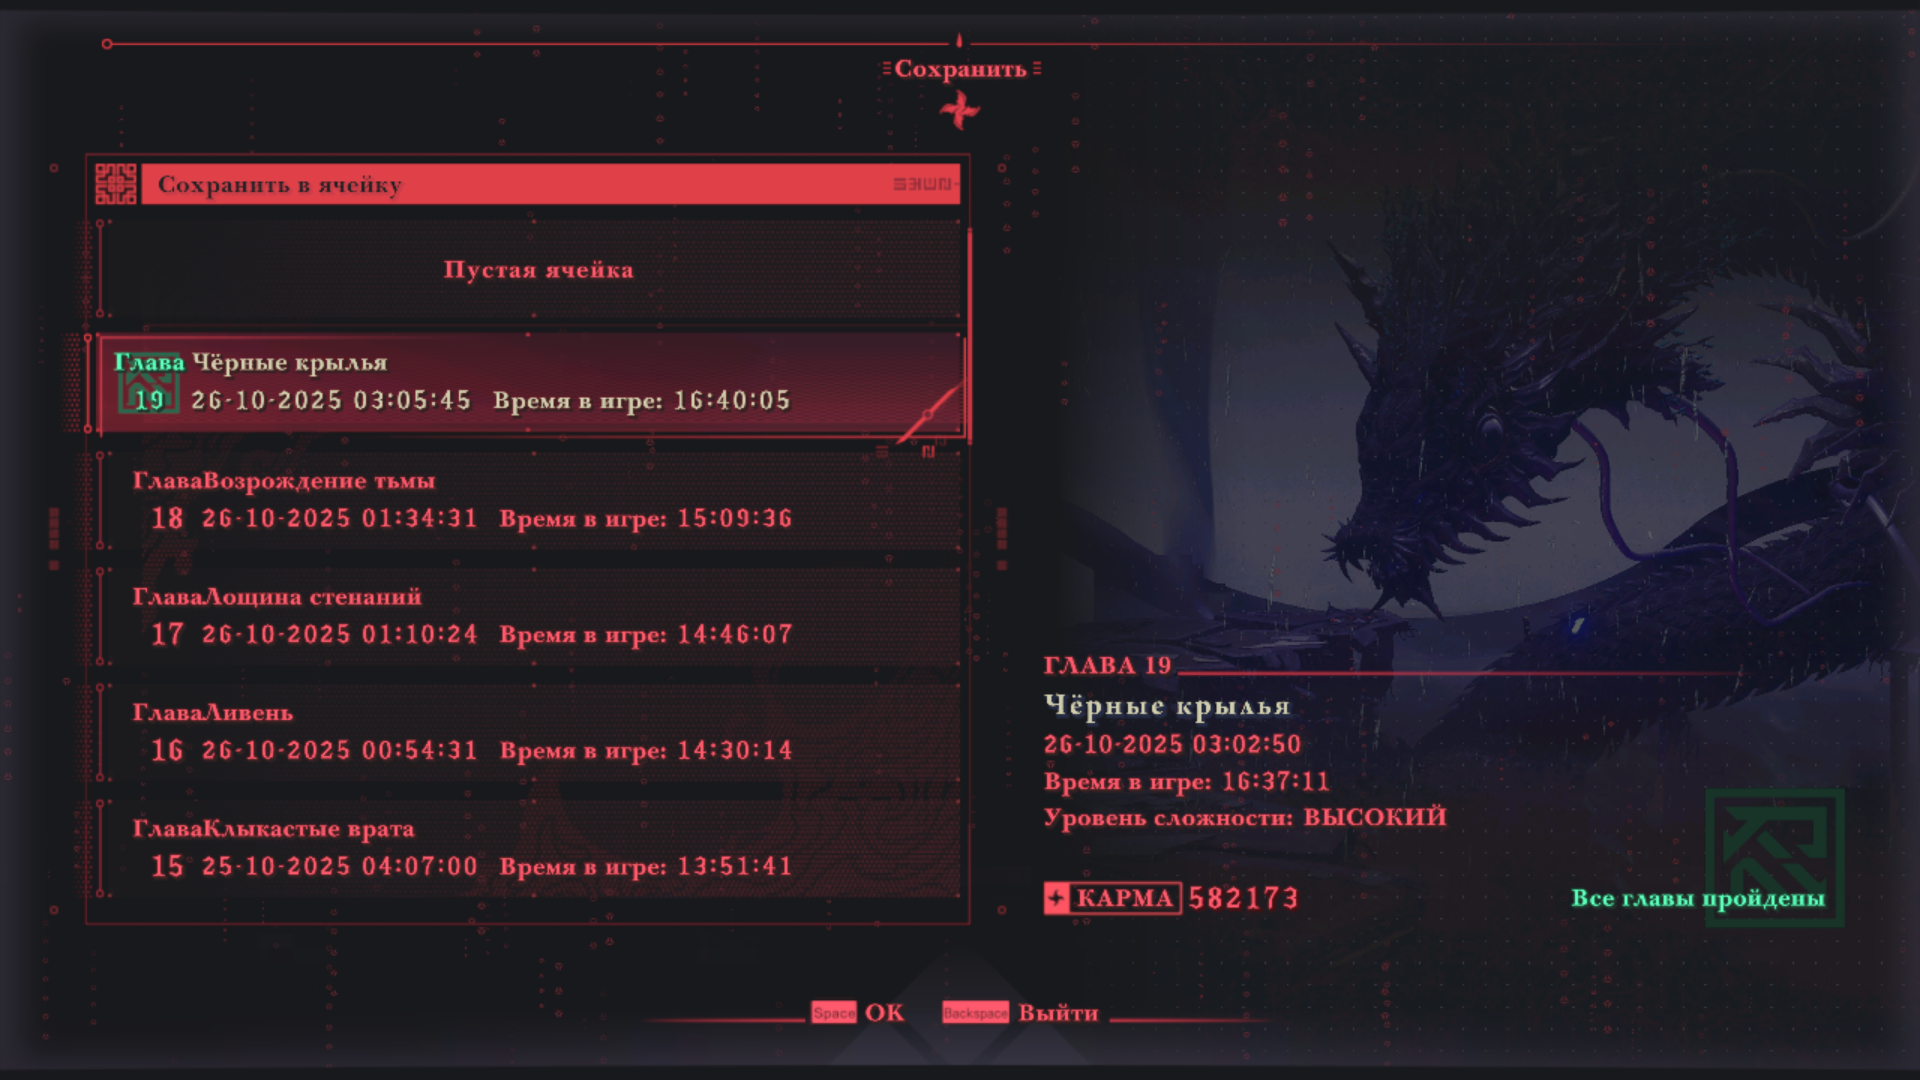 Сохранить
Сохранить в ячейку
Пустая ячейка
Глава Чёрные крылья
19 26-10-2025 03:05:45 Время в игре: 16:40:05
ГлаваВозрождение тьмы
18 26-10-2025 01:34:31 Время в игре: 15:09:36
ГлаваЛощина стенаний
17 26-10-2025 01:10:24 Время в игре: 14:46:07
ГлаваЛивень
16 26-10-2025 00:54:31 Время в игре: 14:30:14
ГлаваКлыкастые врата
15 25-10-2025 04:07:00 Время в игре: 13:51:41
ГЛАВА 19
Чёрные крылья
26-10-2025 03:02:50
Время в игре: 16:37:11
Уровень сложности: ВЫСОКИЙ
КАРМА 582173
Все главы пройдены
Space ОК Backspace Выйти